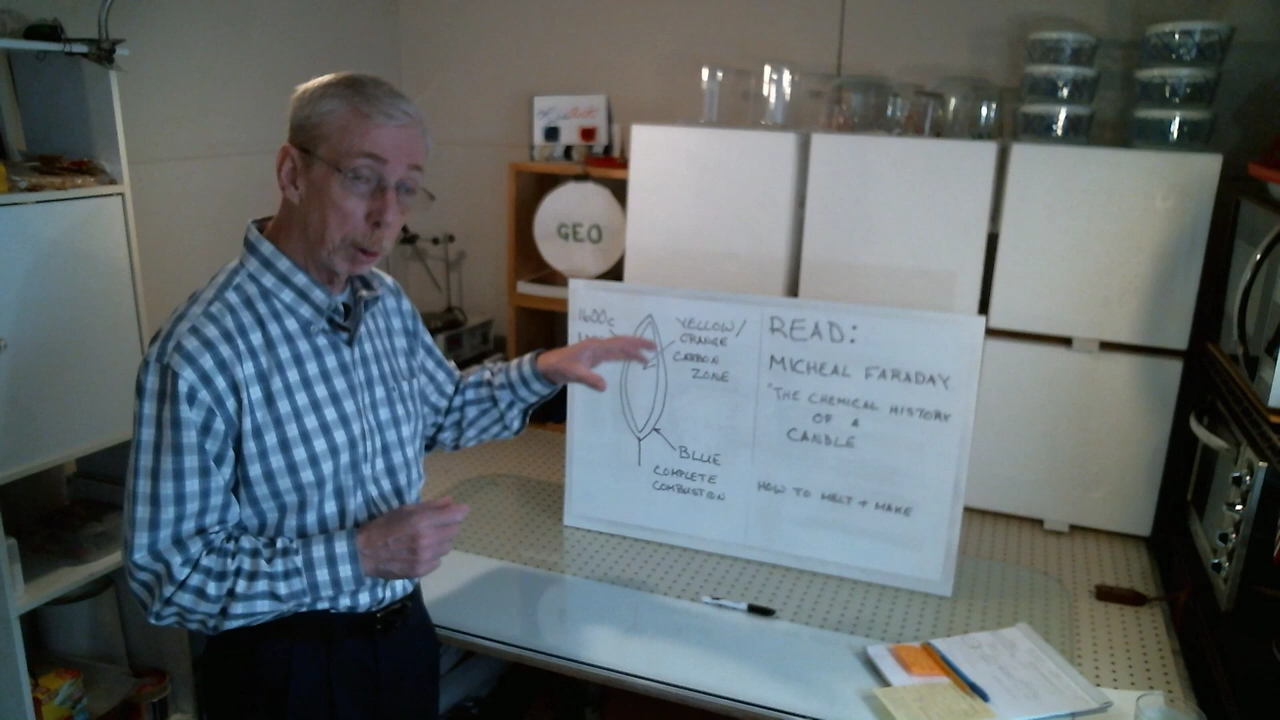 GEO
1600c
YELLOW/
ORANGE
CARBON
ZONE
BLUE
COMPLETE
COMBUSTION
READ:
MICHEAL FARADAY
"THE CHEMICAL HISTORY
OF A
CANDLE
HOW TO MELT + MAKE